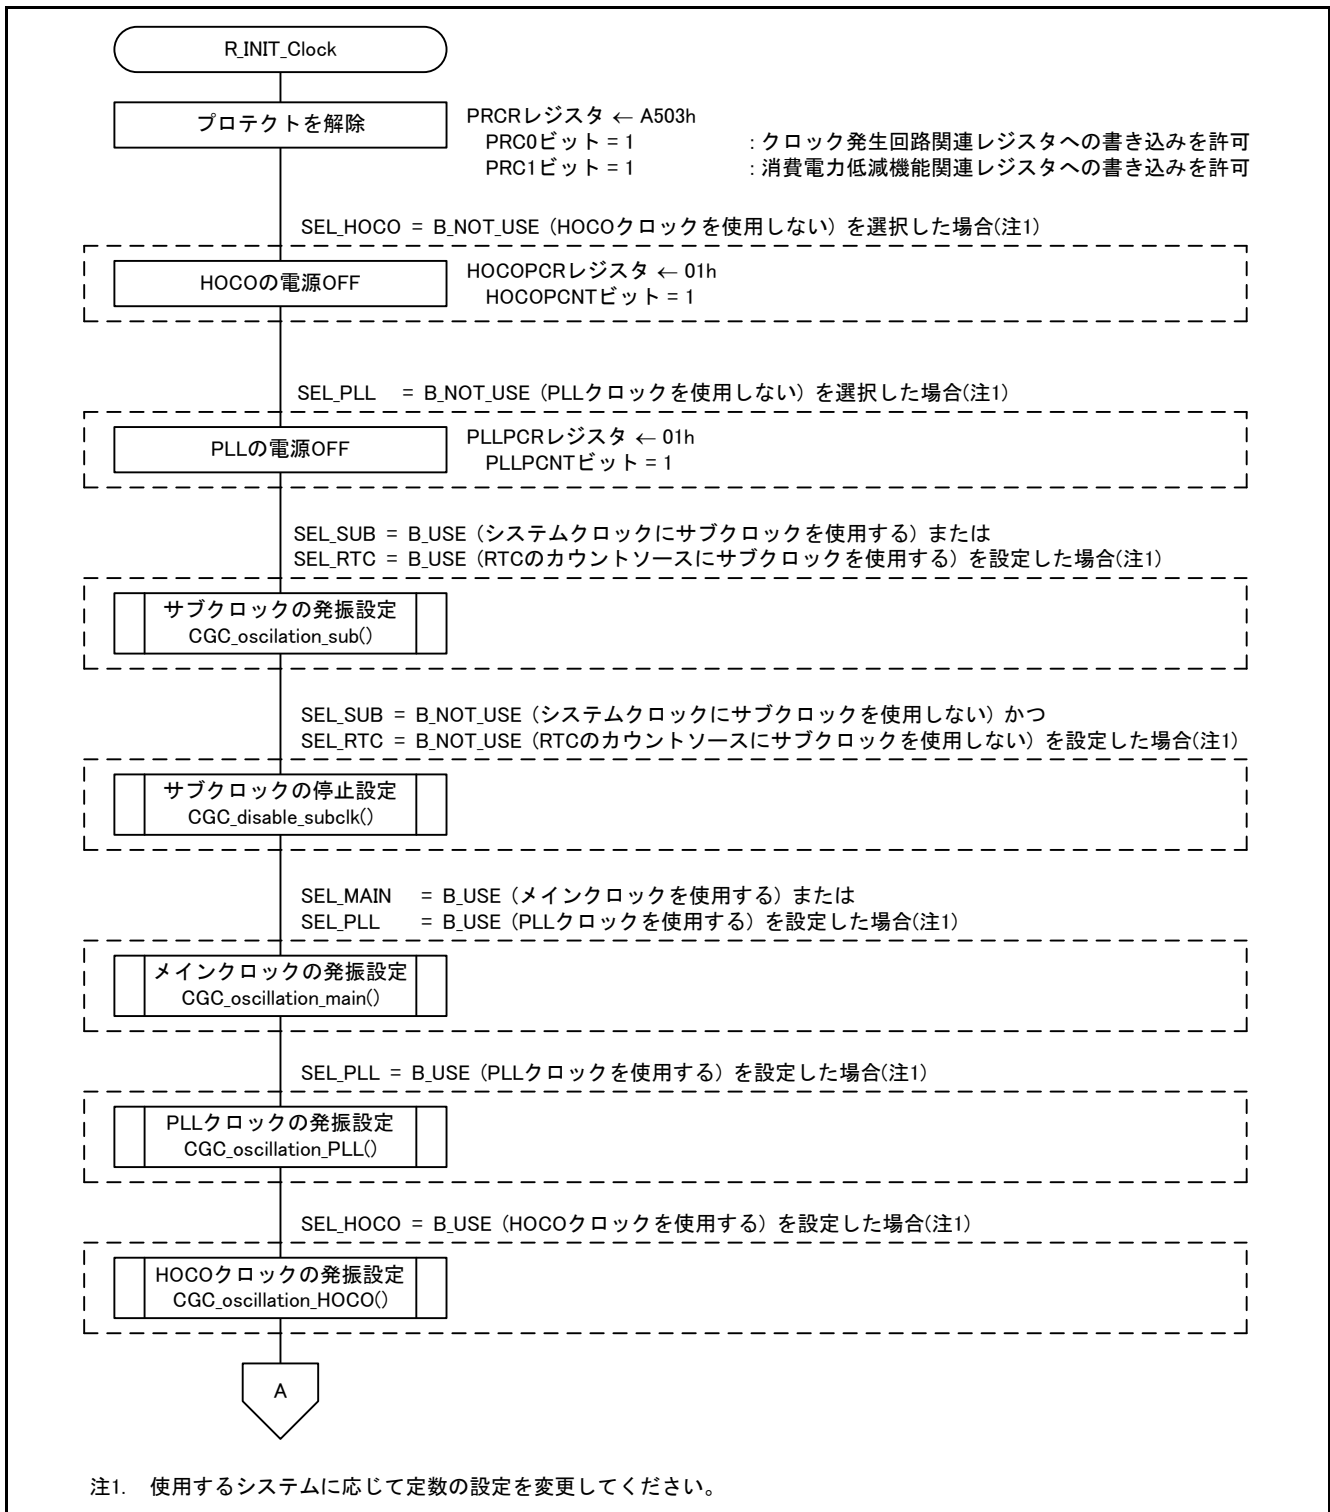 R_INIT_Clock
プロテクトを解除
PRCRレジスタ ← A503h
PRC0ビット = 1 : クロック発生回路関連レジスタへの書き込みを許可
PRC1ビット = 1 : 消費電力低減機能関連レジスタへの書き込みを許可
SEL_HOCO = B_NOT_USE (HOCOクロックを使用しない) を選択した場合(注1)
HOCOの電源OFF
HOCOPCRレジスタ ← 01h
HOCOPCNTビット = 1
SEL_PLL = B_NOT_USE (PLLクロックを使用しない) を選択した場合(注1)
PLLの電源OFF
PLLPCRレジスタ ← 01h
PLLPCNTビット = 1
SEL_SUB = B_USE (システムクロックにサブクロックを使用する) または
SEL_RTC = B_USE (RTCのカウントソースにサブクロックを使用する) を設定した場合(注1)
サブクロックの発振設定
CGC_oscilation_sub()
SEL_SUB = B_NOT_USE (システムクロックにサブクロックを使用しない) かつ
SEL_RTC = B_NOT_USE (RTCのカウントソースにサブクロックを使用しない) を設定した場合(注1)
サブクロックの停止設定
CGC_disable_subclk()
SEL_MAIN = B_USE (メインクロックを使用する) または
SEL_PLL = B_USE (PLLクロックを使用する) を設定した場合(注1)
メインクロックの発振設定
CGC_oscillation_main()
SEL_PLL = B_USE (PLLクロックを使用する) を設定した場合(注1)
PLLクロックの発振設定
CGC_oscillation_PLL()
SEL_HOCO = B_USE (HOCOクロックを使用する) を設定した場合(注1)
HOCOクロックの発振設定
CGC_oscillation_HOCO()
A
注1. 使用するシステムに応じて定数の設定を変更してください。